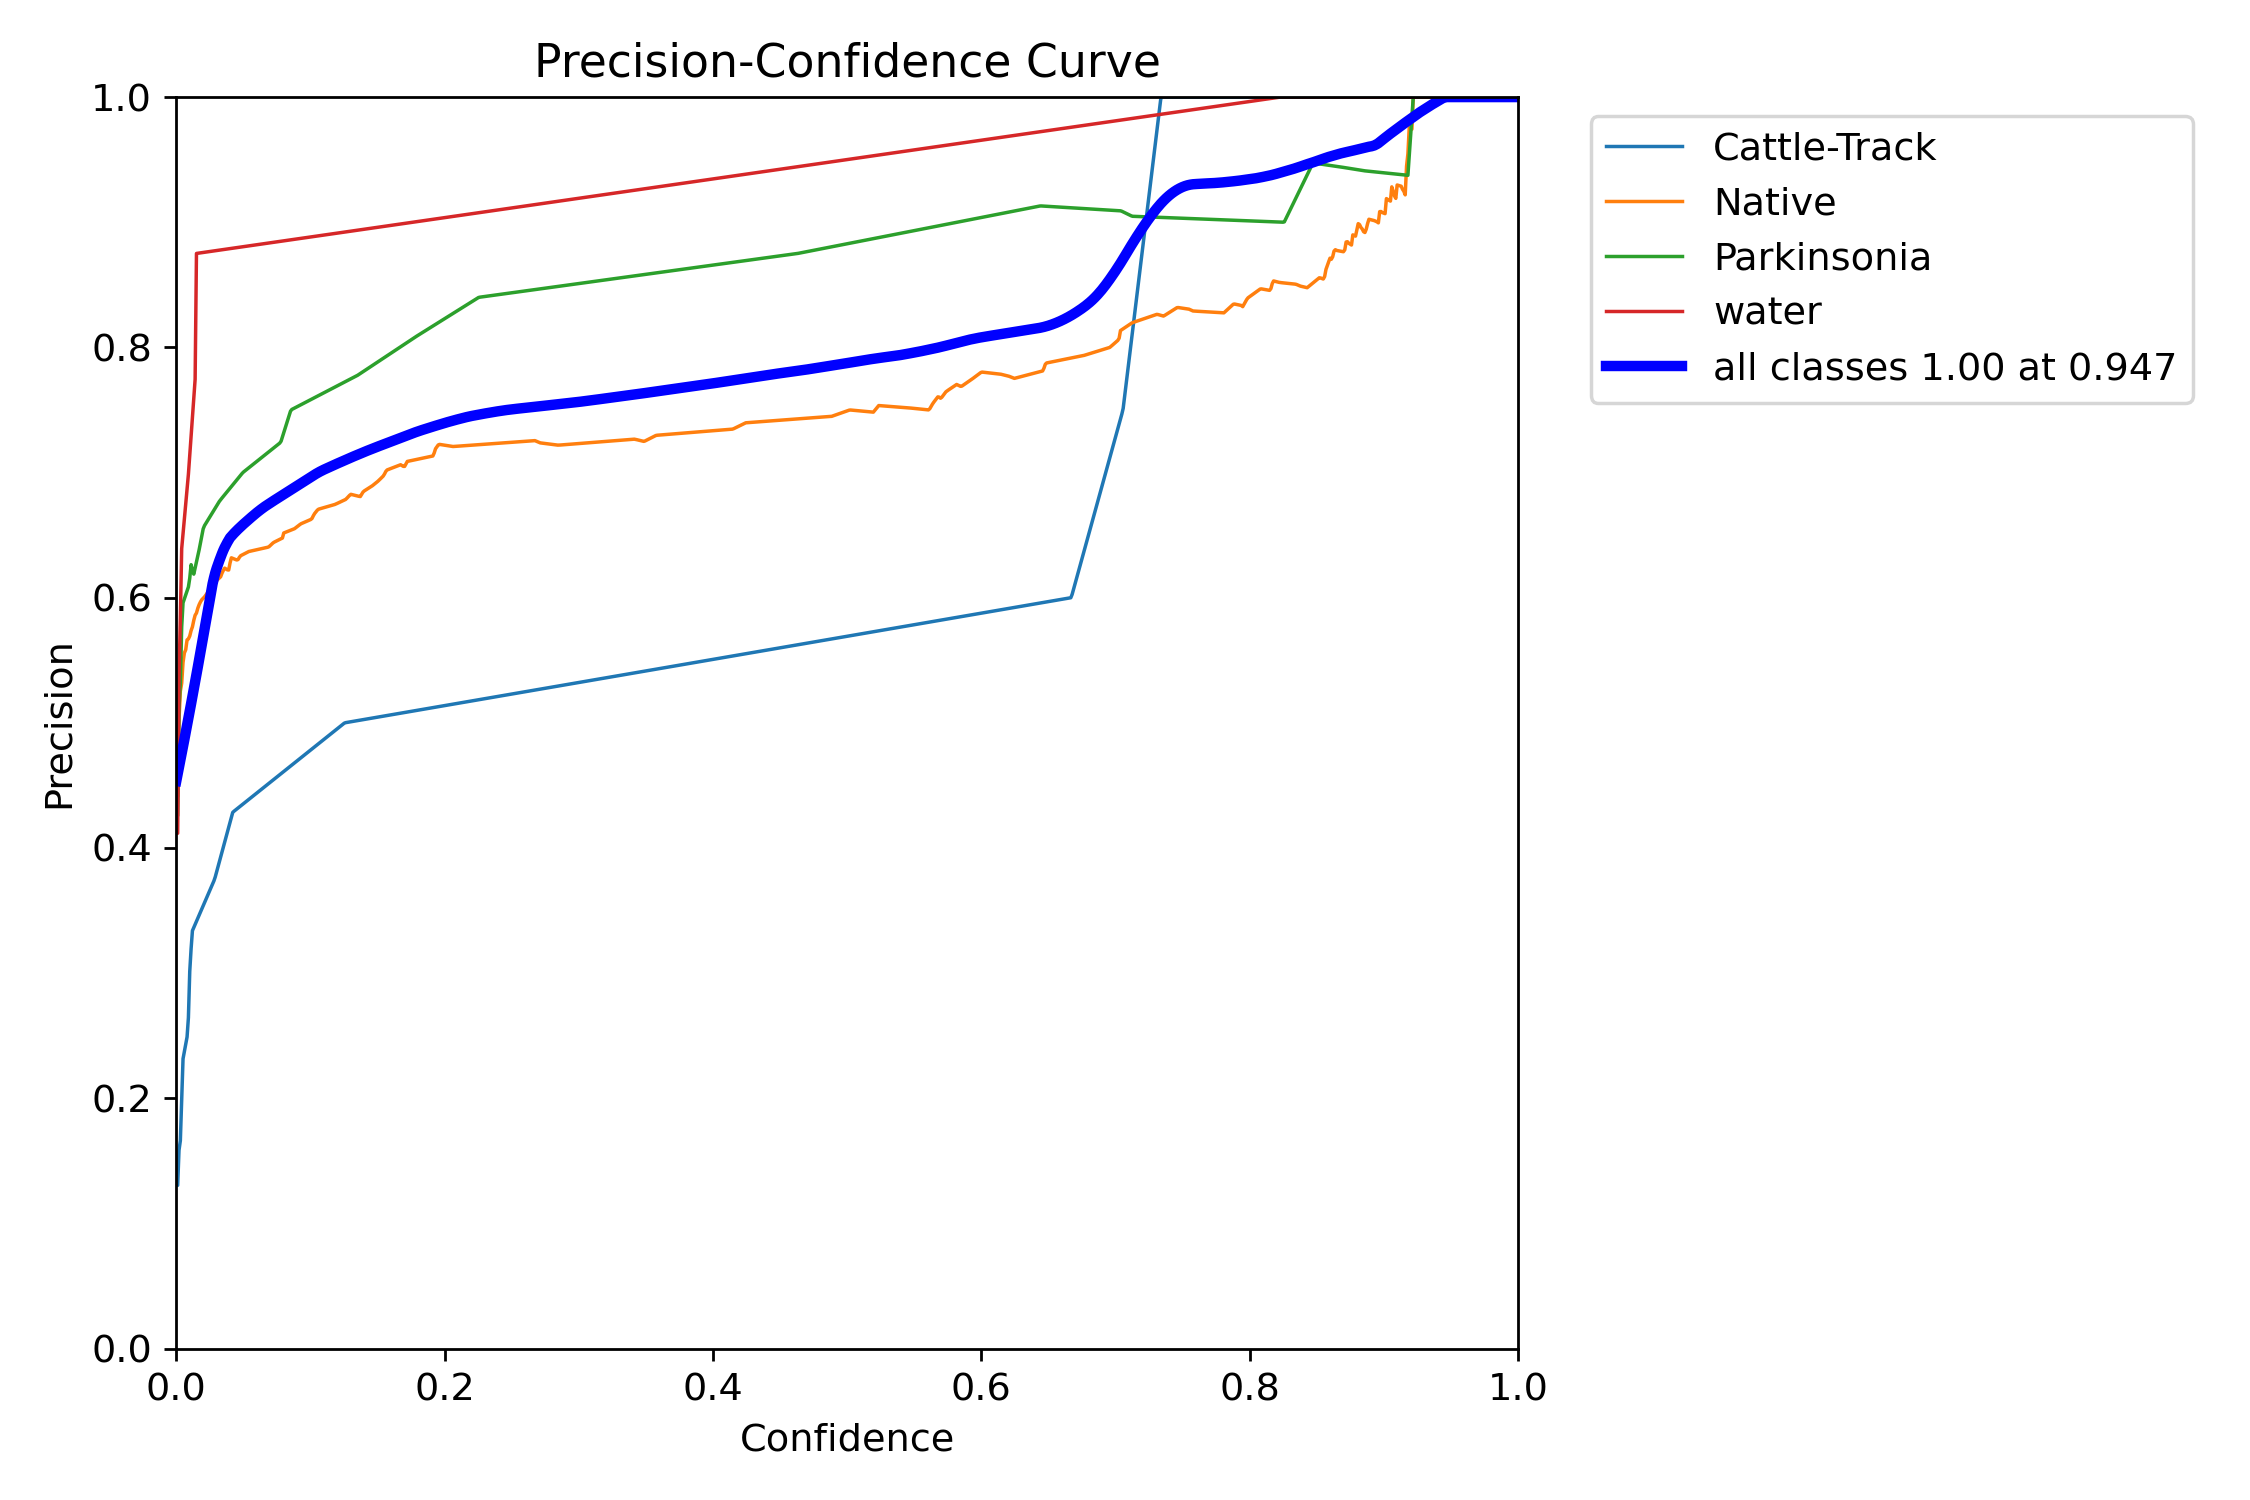 Precision-Confidence Curve
1.0
0.8
0.6
0.4
0.2
0.0
Precision
0.0 0.2 0.4 0.6 0.8 1.0
Confidence
Cattle-Track
Native
Parkinsonia
water
all classes 1.00 at 0.947